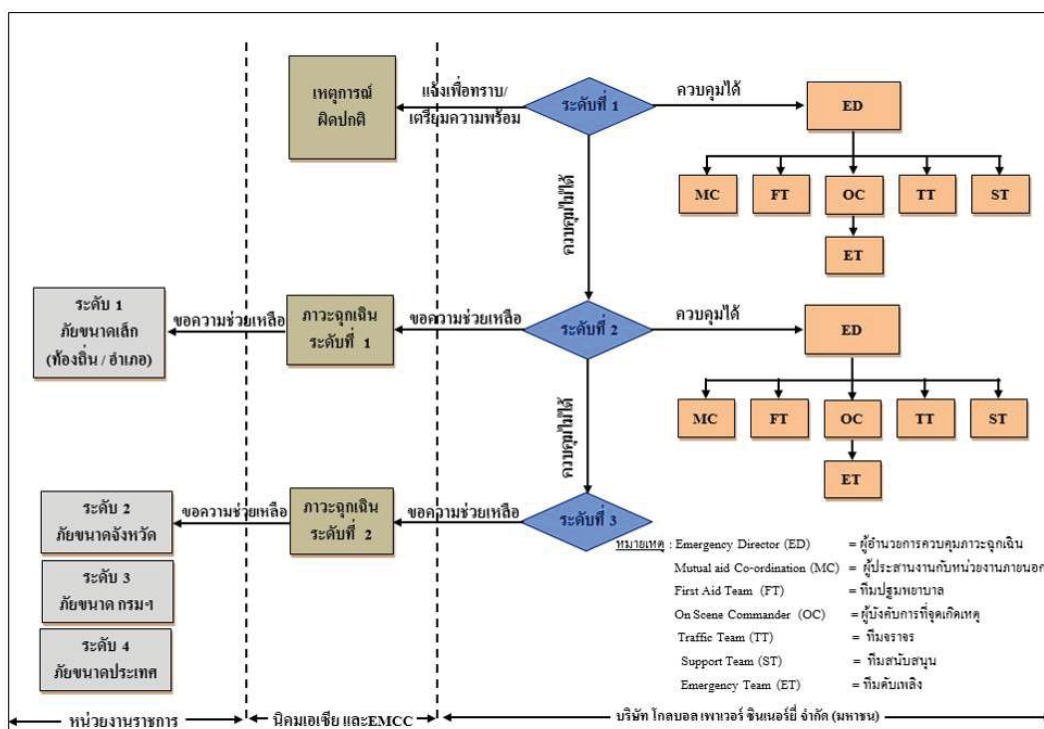 เหตุการณ์
ผิดปกติ
แจ้งเพื่อทราบ/
เตรียมความพร้อม
ระดับที่ 1
ควบคุมได้
ED
MC
FT
OC
TT
ST
ET
ควบคุมไม่ได้
ระดับ 1
ภัยขนาดเล็ก
(ท้องถิ่น / อำเภอ)
ขอความช่วยเหลือ
ภาวะฉุกเฉิน
ระดับที่ 1
ขอความช่วยเหลือ
ระดับที่ 2
ควบคุมได้
ED
MC
FT
OC
TT
ST
ET
ควบคุมไม่ได้
ระดับ 2
ภัยขนาดจังหวัด
ขอความช่วยเหลือ
ภาวะฉุกเฉิน
ระดับที่ 2
ขอความช่วยเหลือ
ระดับที่ 3
ระดับ 3
ภัยขนาด กรมฯ
ระดับ 4
ภัยขนาดประเทศ
หมายเหตุ : Emergency Director (ED) = ผู้อำนวยการควบคุมภาวะฉุกเฉิน
Mutual aid Co-ordination (MC) = ผู้ประสานงานกับหน่วยงานภายนอก
First Aid Team (FT) = ทีมปฐมพยาบาล
On Scene Commander (OC) = ผู้บังคับการที่จุดเกิดเหตุ
Traffic Team (TT) = ทีมจราจร
Support Team (ST) = ทีมสนับสนุน
Emergency Team (ET) = ทีมดับเพลิง
หน่วยงานราชการ
นิคมเอเซีย และEMCC
บริษัท โกลบอล เพาเวอร์ ซินเนอร์ยี่ จำกัด (มหาชน)